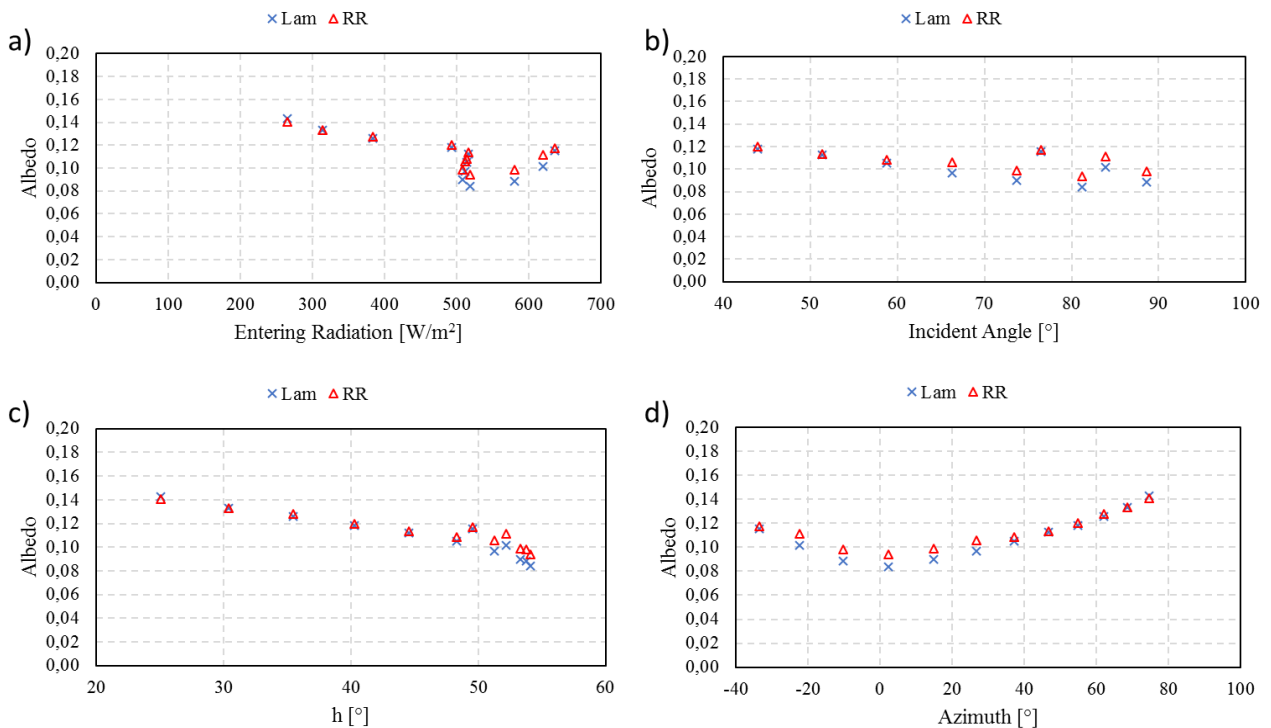 Lam RR
a)
0,20
0,18
0,16
0,14
0,12
0,10
0,08
0,06
0,04
0,02
0,00
Albedo
0 100 200 300 400 500 600 700
Entering Radiation [W/m²]
Lam RR
b)
0,20
0,18
0,16
0,14
0,12
0,10
0,08
0,06
0,04
0,02
0,00
Albedo
40 50 60 70 80 90 100
Incident Angle [°]
Lam RR
c)
0,20
0,18
0,16
0,14
0,12
0,10
0,08
0,06
0,04
0,02
0,00
Albedo
20 30 40 50 60
h [°]
Lam RR
d)
0,20
0,18
0,16
0,14
0,12
0,10
0,08
0,06
0,04
0,02
0,00
Albedo
-40 -20 0 20 40 60 80 100
Azimuth [°]